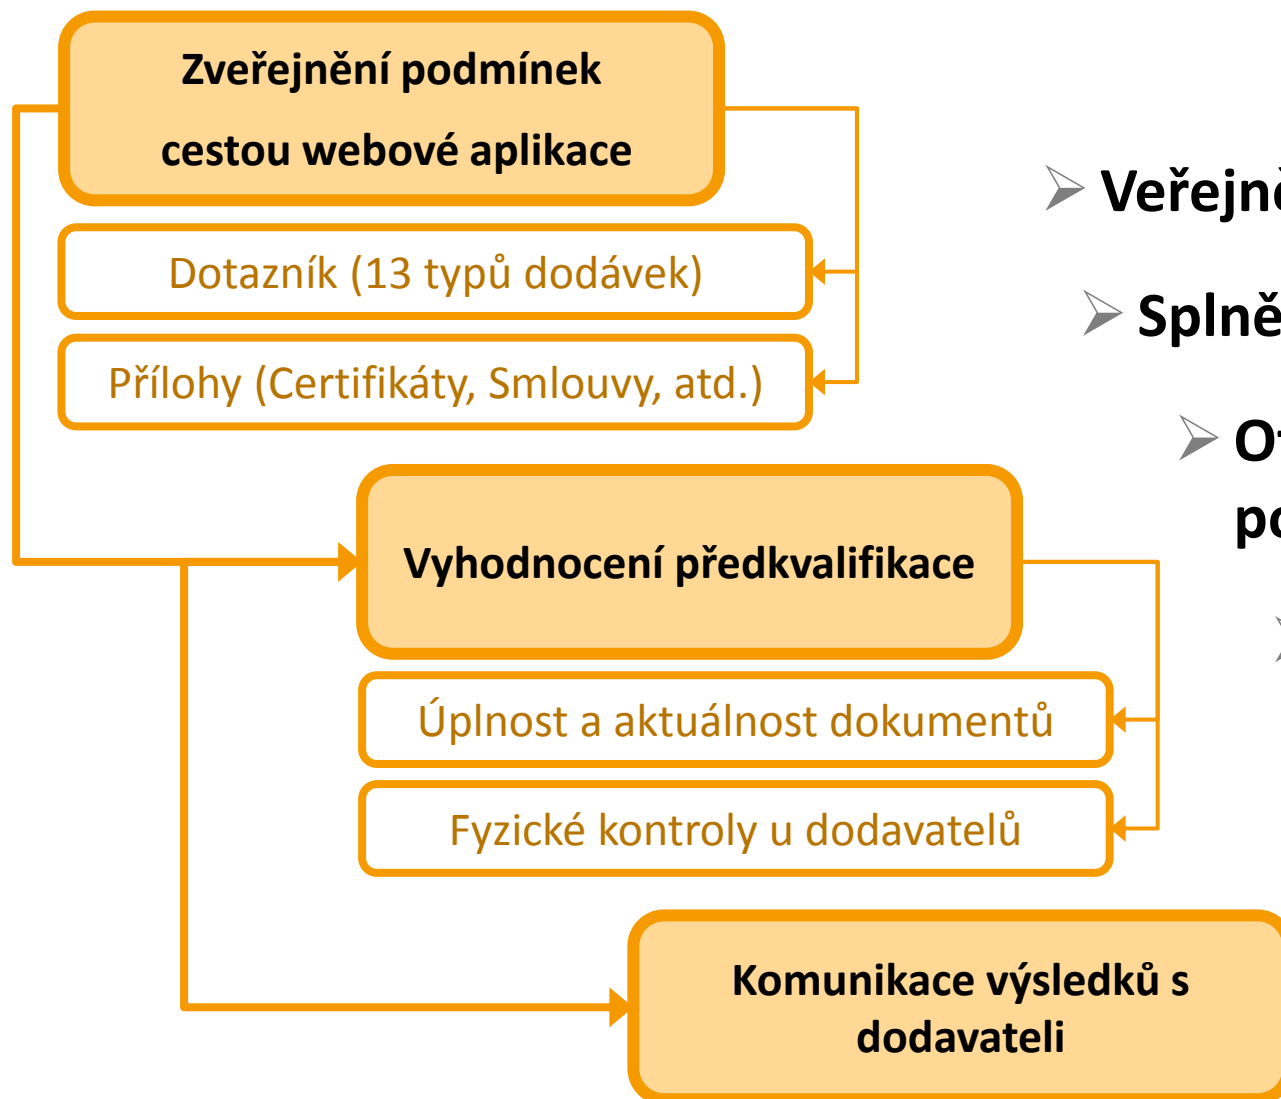 Zveřejnění podmínek
cestou webové aplikace
Dotazník (13 typů dodávek)
Přílohy (Certifikáty, Smlouvy, atd.)
Vyhodnocení předkvalifikace
Úplnost a aktuálnost dokumentů
Fyzické kontroly u dodavatelů
Komunikace výsledků s
dodavateli